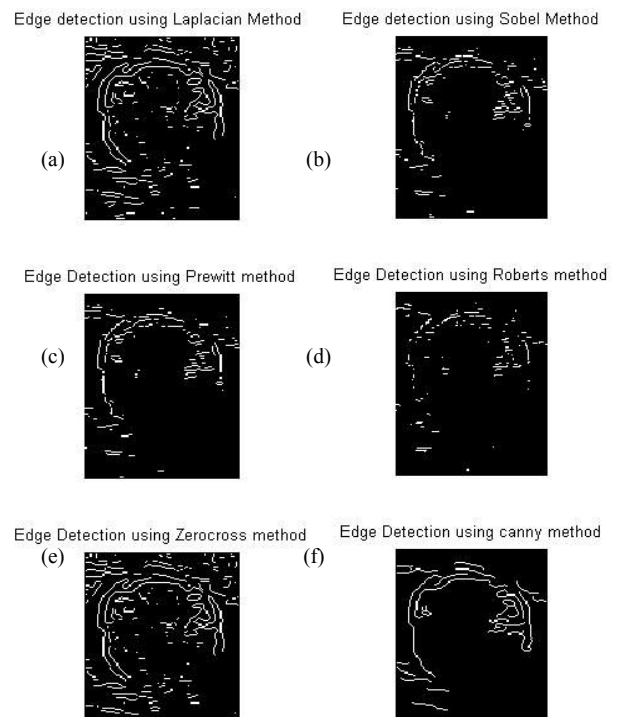 Edge detection using Laplacian Method
Edge detection using Sobel Method
(a)
(b)
Edge Detection using Prewitt method
Edge Detection using Roberts method
(c)
(d)
Edge Detection using Zerocross method
Edge Detection using canny method
(e)
(f)